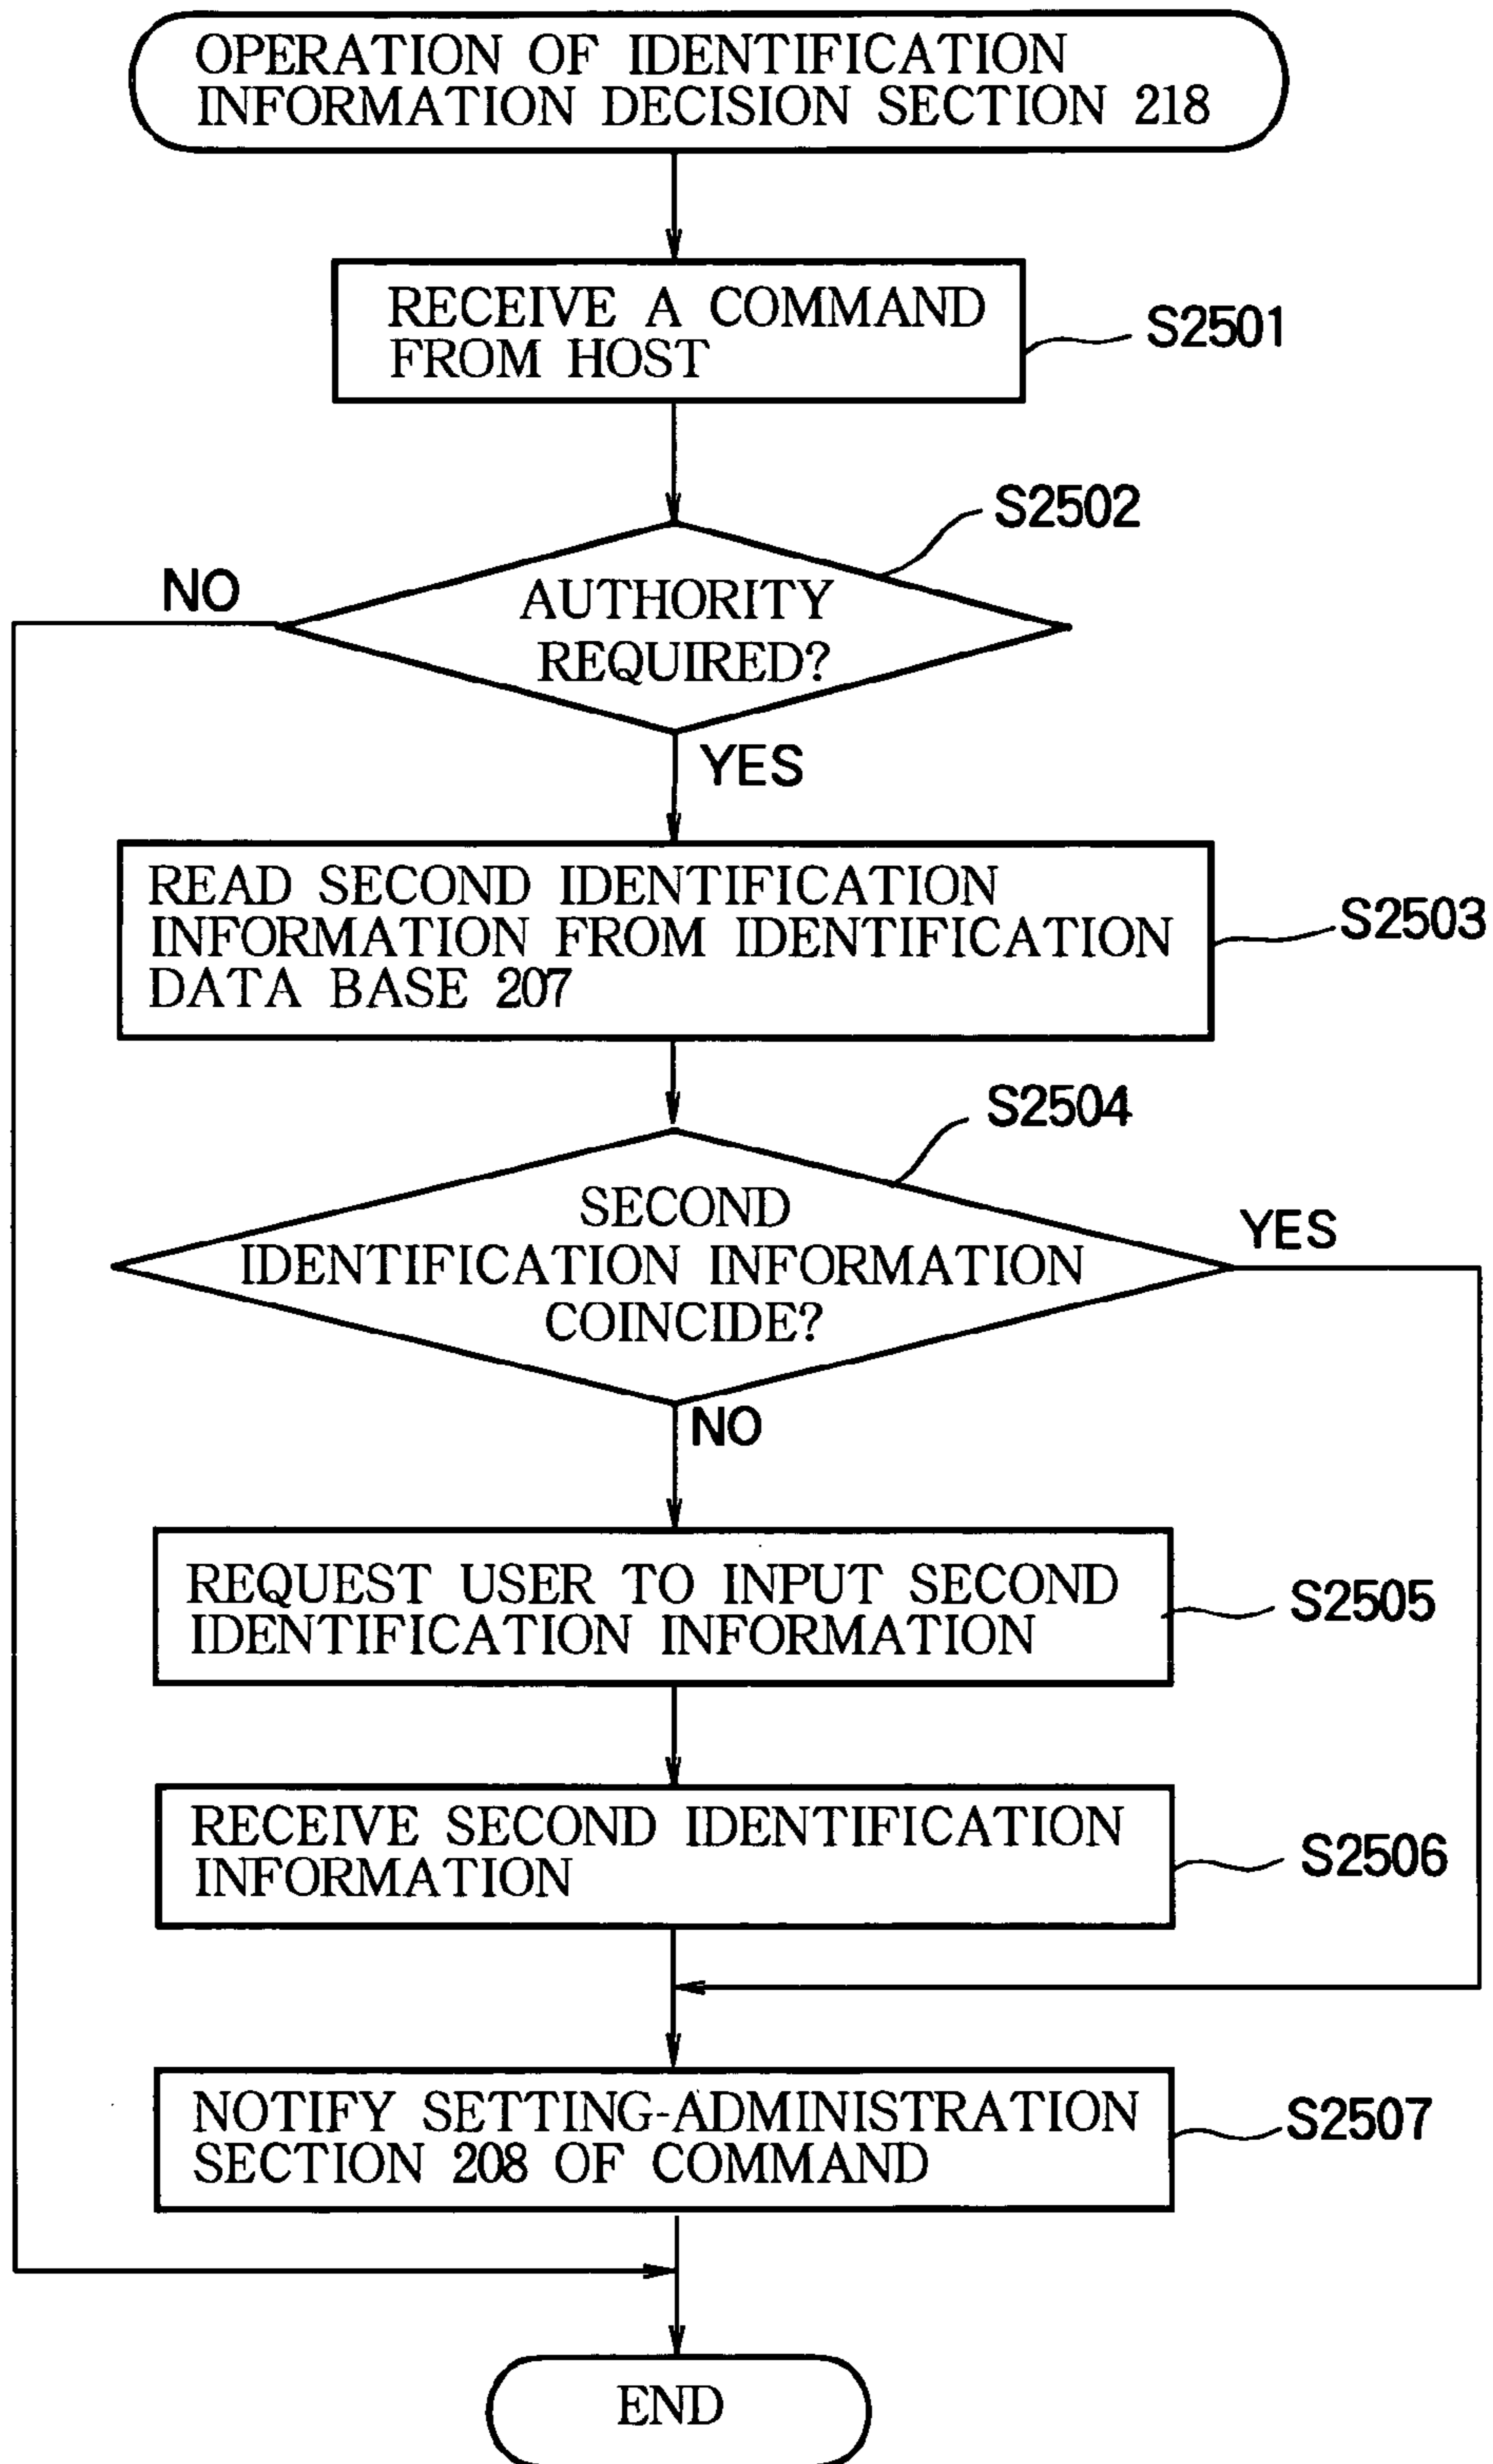 OPERATION OF IDENTIFICATION
INFORMATION DECISION SECTION 218
RECEIVE A COMMAND
FROM HOST
S2501
S2502
NO
AUTHORITY
REQUIRED?
YES
READ SECOND IDENTIFICATION
INFORMATION FROM IDENTIFICATION
DATA BASE 207
S2503
S2504
SECOND
IDENTIFICATION INFORMATION
COINCIDE?
YES
NO
REQUEST USER TO INPUT SECOND
IDENTIFICATION INFORMATION
S2505
RECEIVE SECOND IDENTIFICATION
INFORMATION
S2506
NOTIFY SETTING-ADMINISTRATION
SECTION 208 OF COMMAND
S2507
END